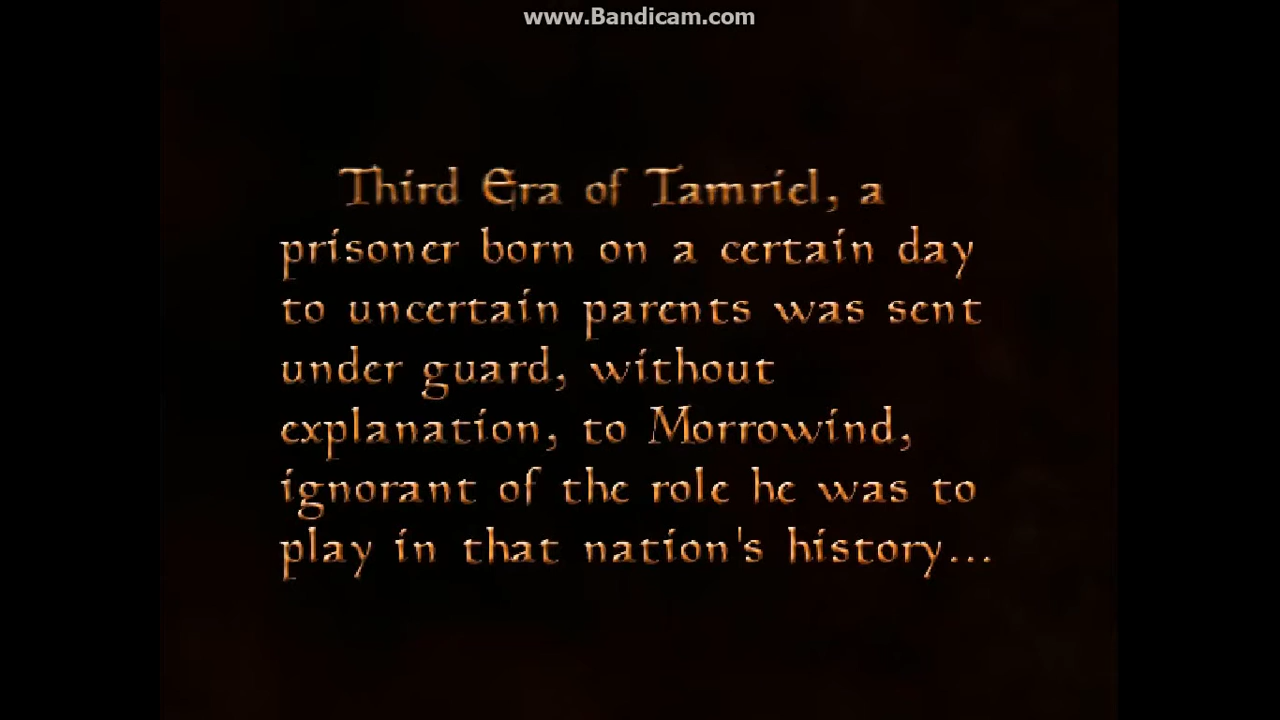 www.Bandicam.com
Third Era of Tamriel, a
prisoner born on a certain day
to uncertain parents was sent
under guard, without
explanation, to Morrowind,
ignorant of the role he was to
play in that nation's history...